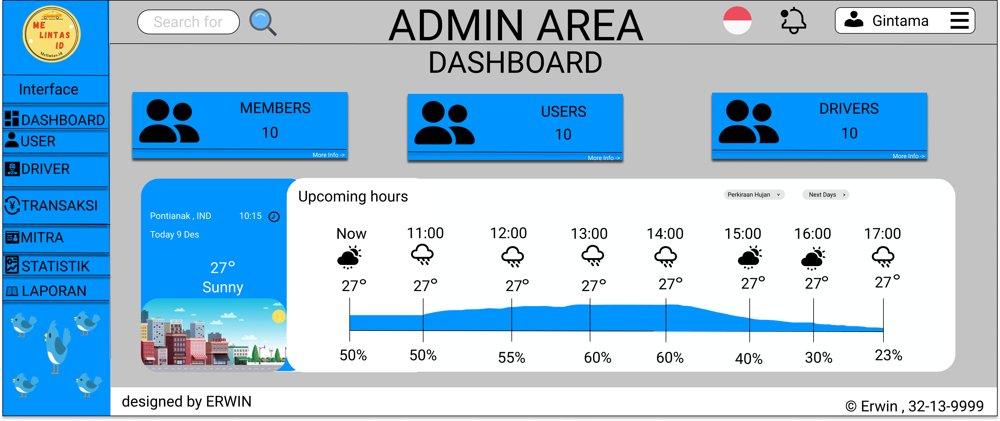 ME
LINTAS
ID
Melintas.id
Search for
ADMIN AREA
Gintama
DASHBOARD
Interface
DASHBOARD
USER
DRIVER
¥ TRANSAKSI
MITRA
STATISTIK
LAPORAN
MEMBERS
10
More Info ->
USERS
10
More Info ->
DRIVERS
10
More Info ->
Pontianak , IND 10:15
Today 9 Des
27°
Sunny
FOOD
Upcoming hours
Perkiraan Hujan v
Next Days >
Now 11:00 12:00 13:00 14:00 15:00 16:00 17:00
27° 27° 27° 27° 27° 27° 27° 27°
50% 50% 55% 60% 60% 40% 30% 23%
designed by ERWIN
© Erwin , 32-13-9999